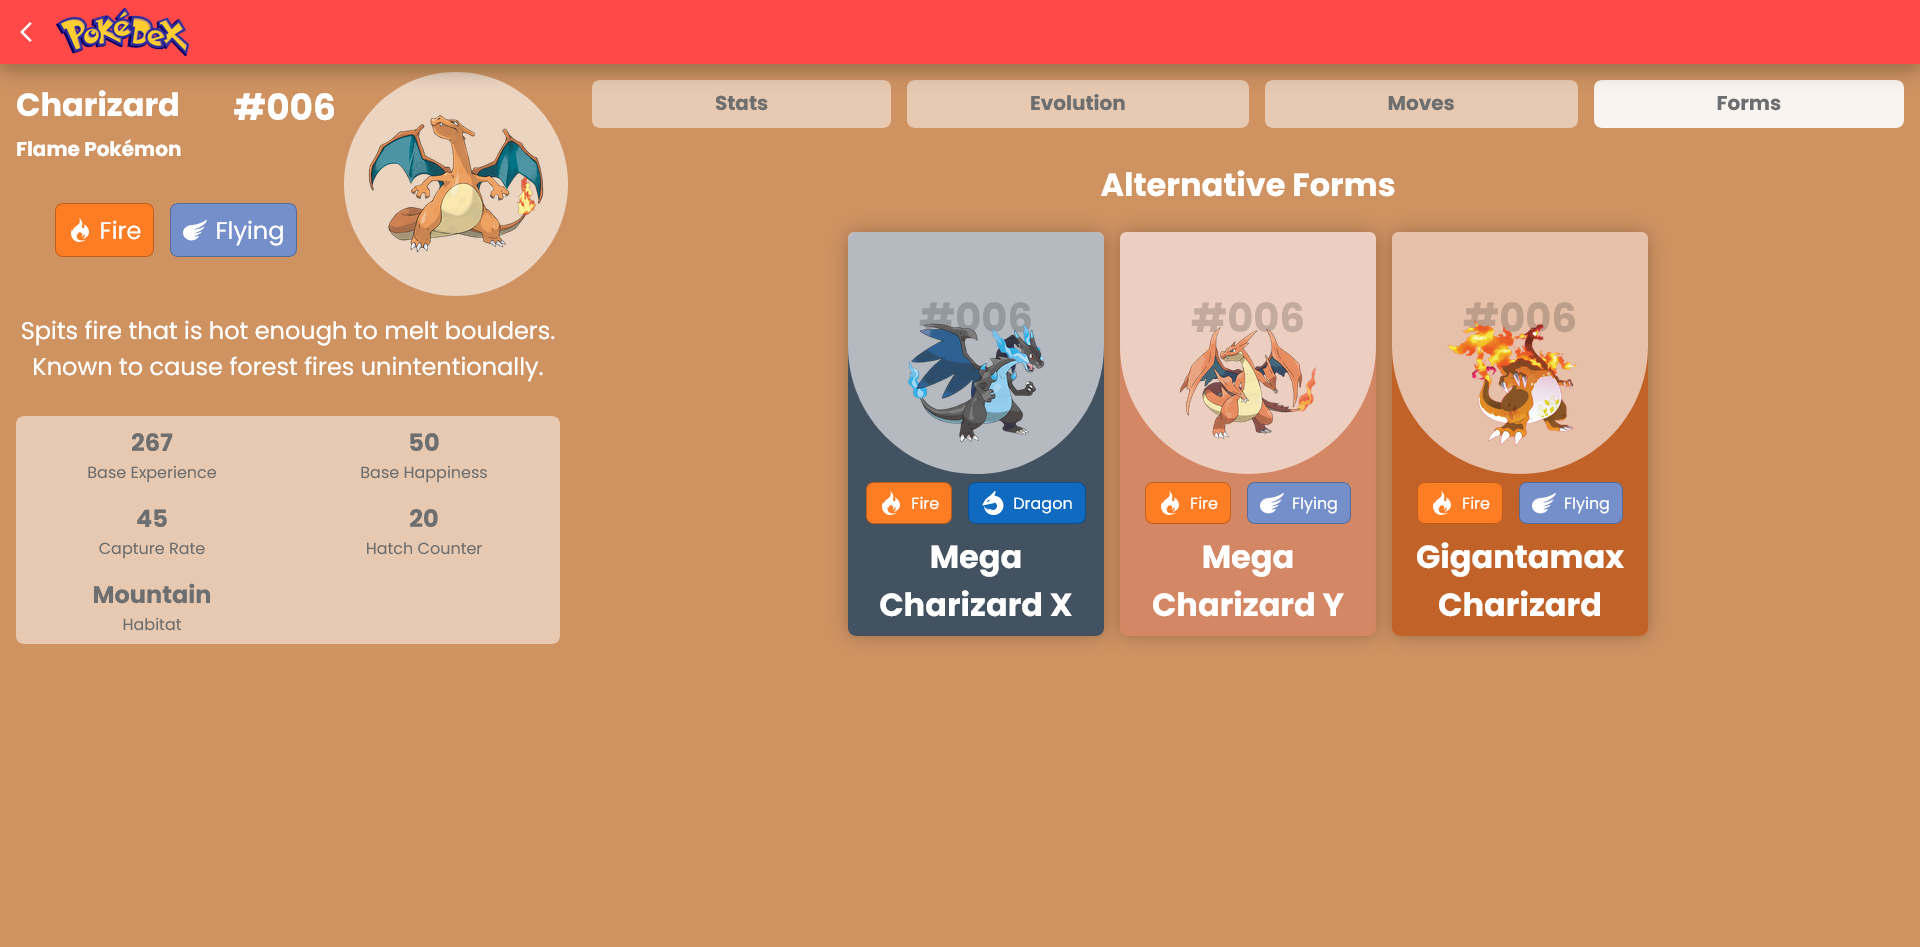 PokéDex
Charizard #006
Flame Pokémon
Fire Flying
Spits fire that is hot enough to melt boulders.
Known to cause forest fires unintentionally.
267 50
Base Experience Base Happiness
45 20
Capture Rate Hatch Counter
Mountain
Habitat
Stats Evolution Moves Forms
Alternative Forms
#006 #006 #006
Fire Dragon Fire Flying Fire Flying
Mega Mega Gigantamax
Charizard X Charizard Y Charizard